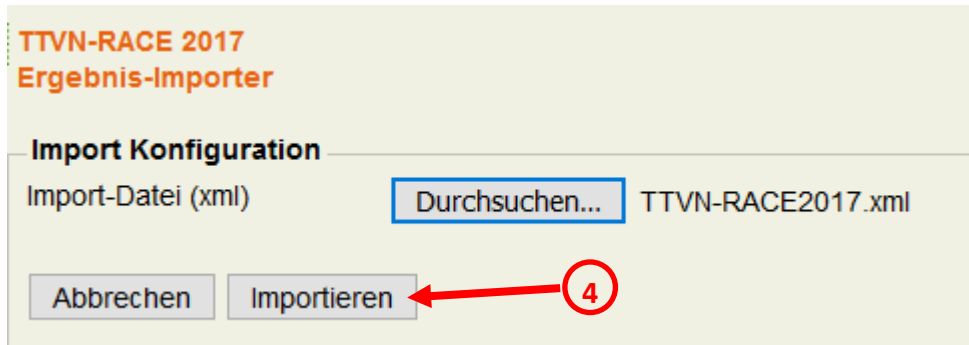 TTVN-RACE 2017
Ergebnis-Importer
Import Konfiguration
Import-Datei (xml) Durchsuchen... TTVN-RACE2017.xml
Abbrechen Importieren 4